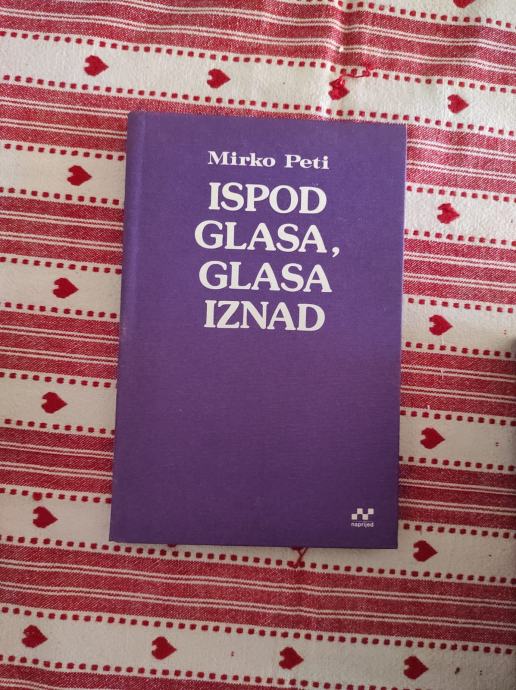 Mirko Peti
ISPOD
GLASA,
GLASA
IZNAD
naprijed